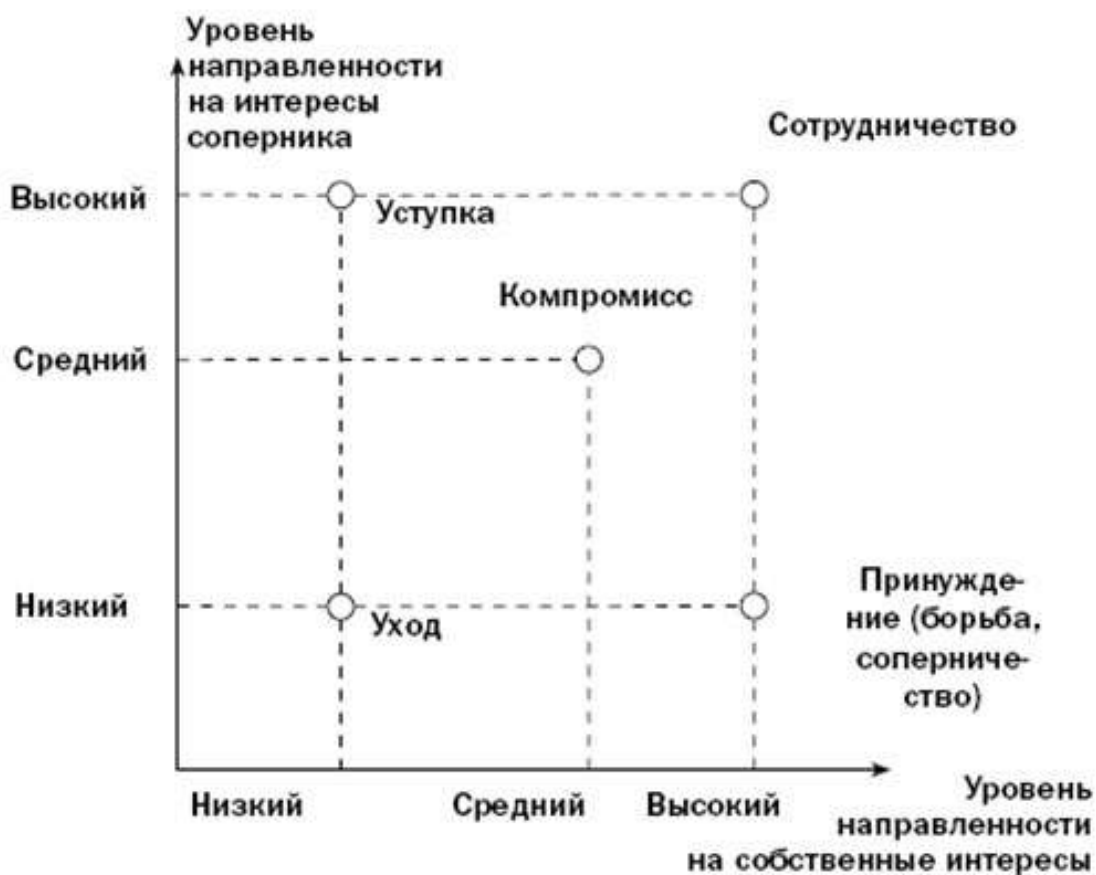 Уровень
направленности
на интересы
соперника
Сотрудничество
Высокий
Уступка
Компромисс
Средний
Принужде-
ние (борьба,
соперниче-
ство)
Низкий
Уход
Низкий
Средний
Высокий
Уровень
направленности
на собственные интересы